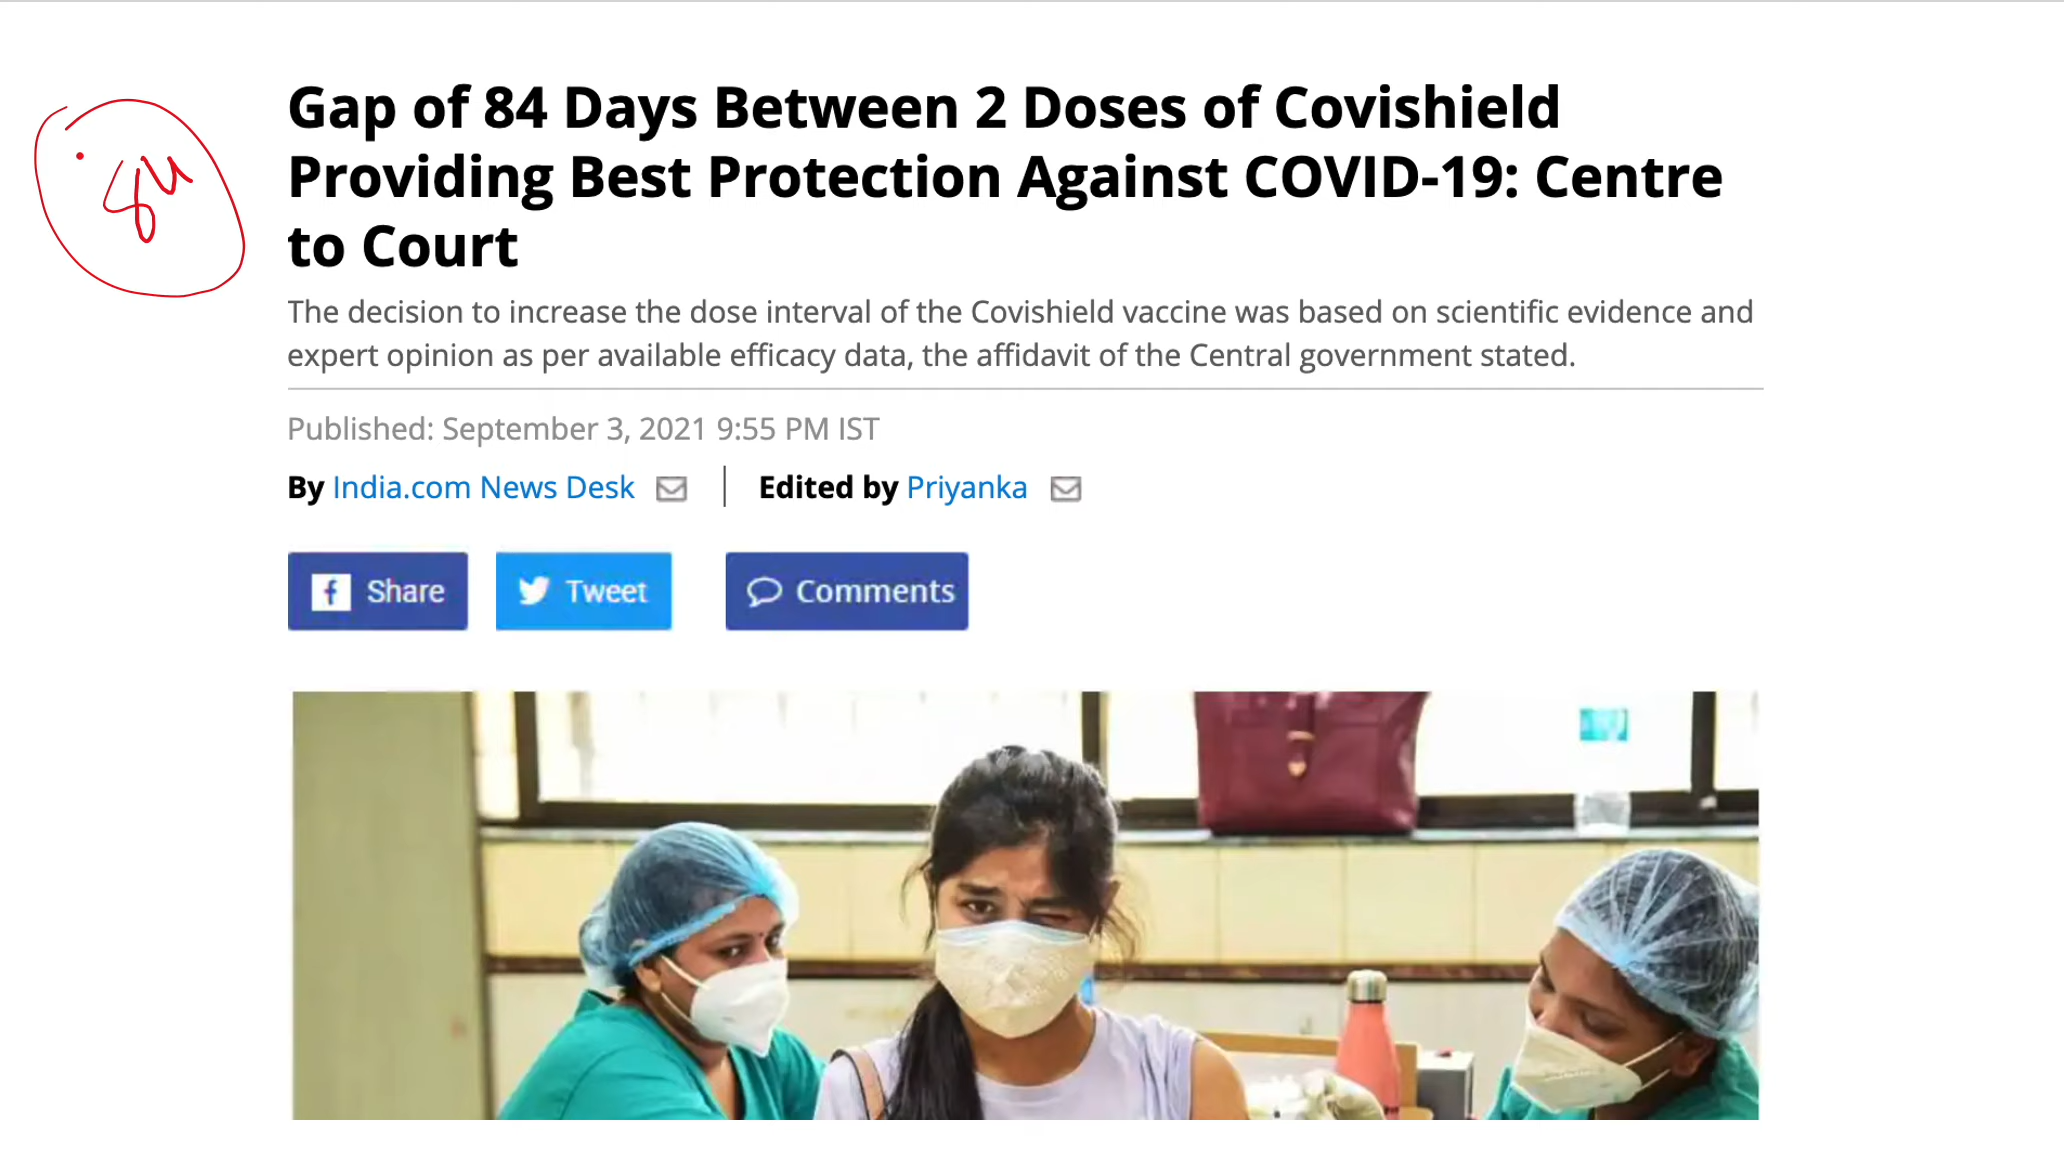 84
Gap of 84 Days Between 2 Doses of Covishield
Providing Best Protection Against COVID-19: Centre
to Court
The decision to increase the dose interval of the Covishield vaccine was based on scientific evidence and
expert opinion as per available efficacy data, the affidavit of the Central government stated.
Published: September 3, 2021 9:55 PM IST
By India.com News Desk | Edited by Priyanka
Share Tweet Comments